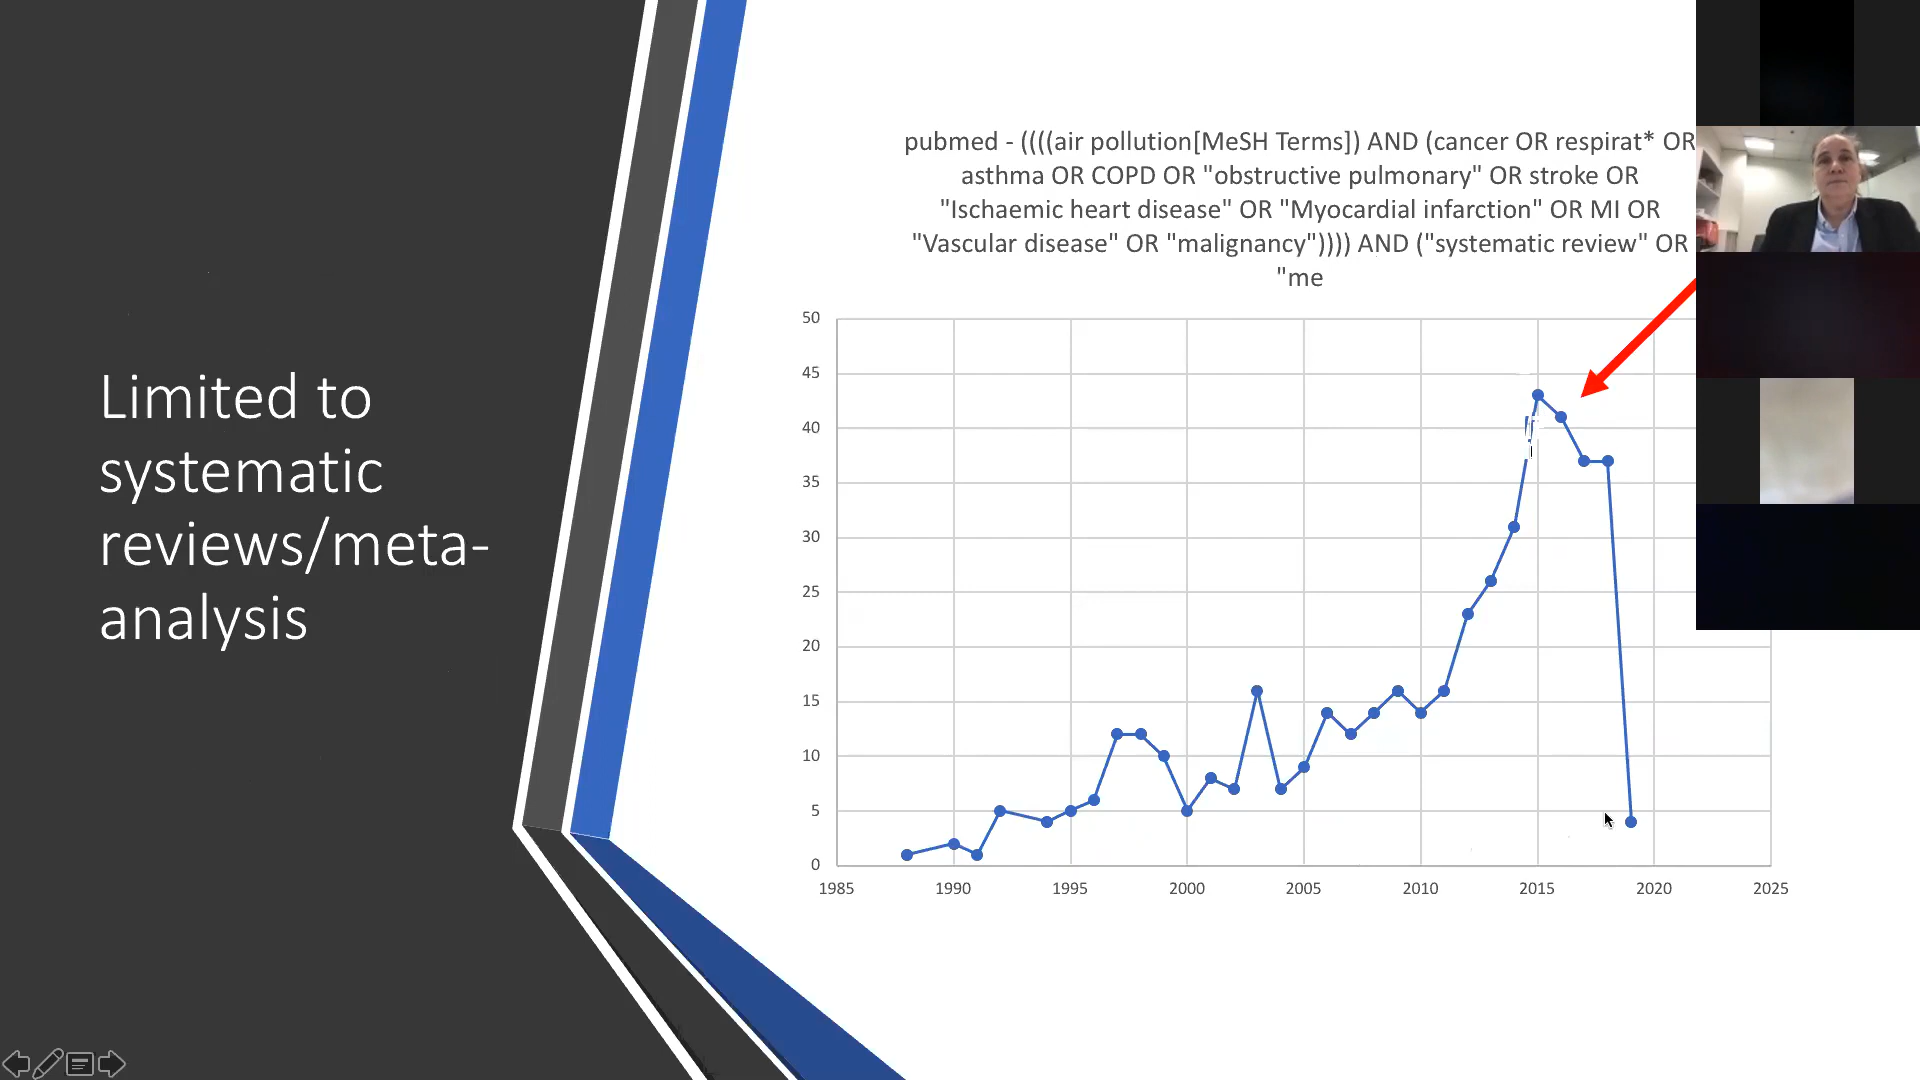 Limited to
systematic
reviews/meta-
analysis
pubmed - ((((air pollution[MeSH Terms]) AND (cancer OR respirat* OR
asthma OR COPD OR "obstructive pulmonary" OR stroke OR
"Ischaemic heart disease" OR "Myocardial infarction" OR MI OR
"Vascular disease" OR "malignancy")))) AND ("systematic review" OR
"me
50
45
40
35
30
25
20
15
10
5
0
1985 1990 1995 2000 2005 2010 2015 2020 2025